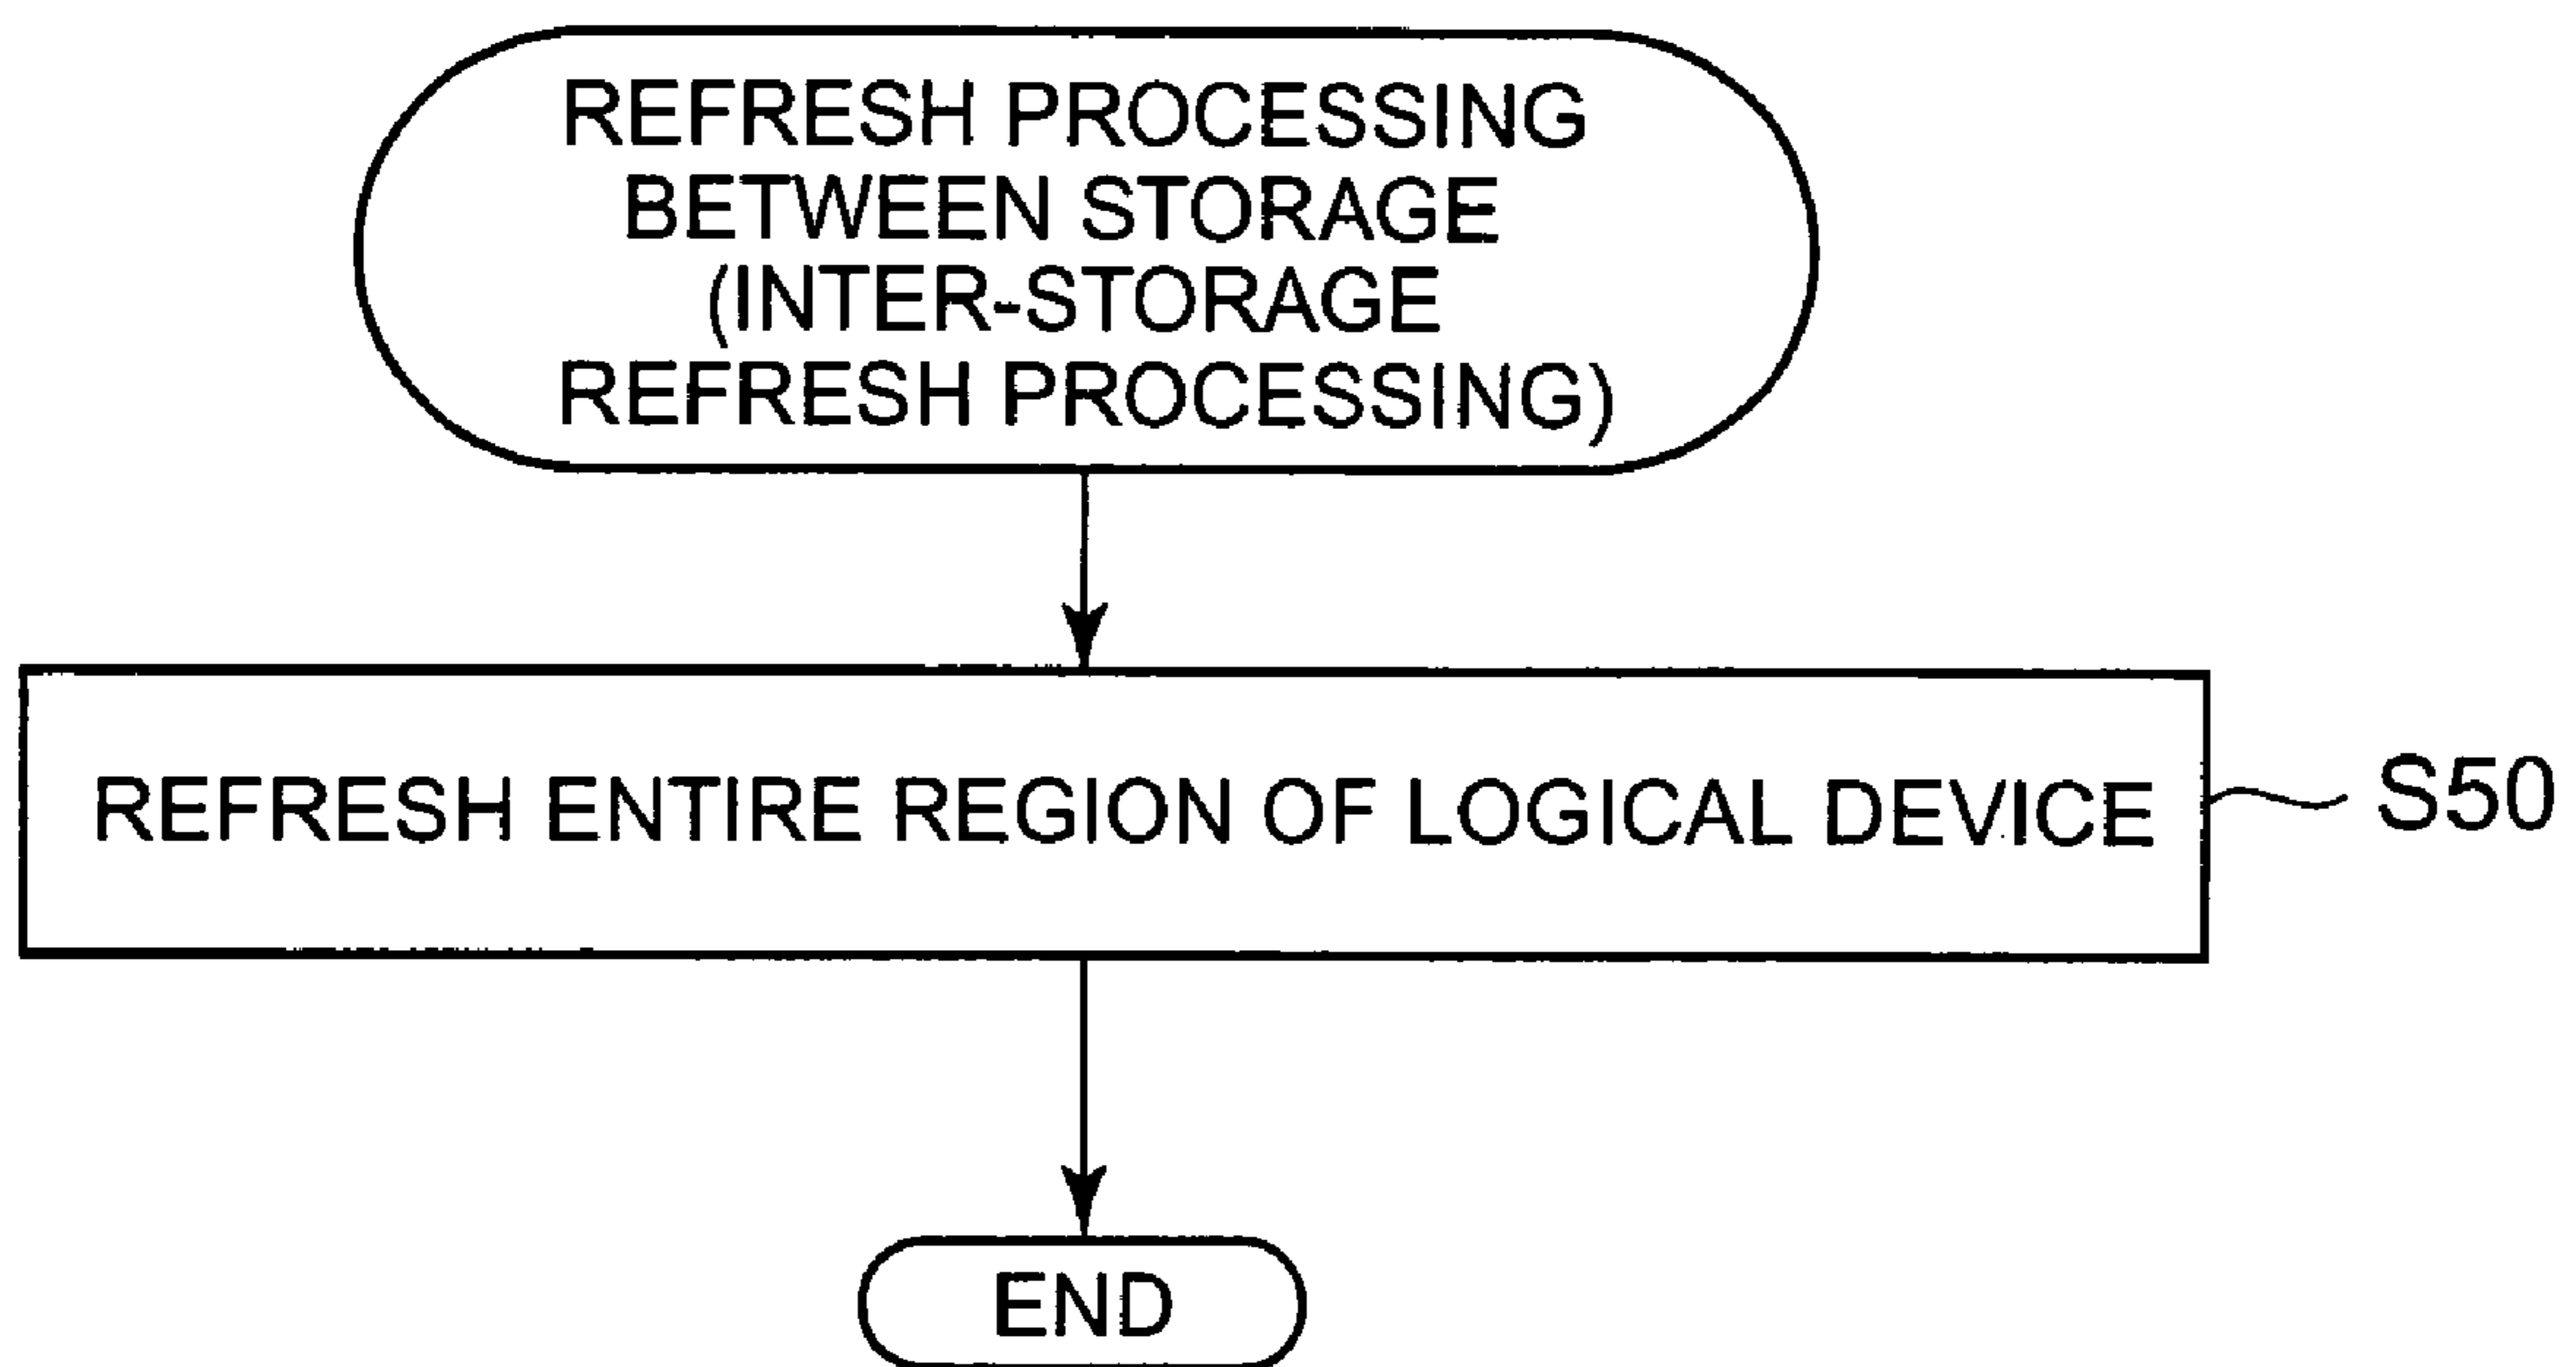 REFRESH PROCESSING
BETWEEN STORAGE
(INTER-STORAGE
REFRESH PROCESSING)
REFRESH ENTIRE REGION OF LOGICAL DEVICE
S50
END